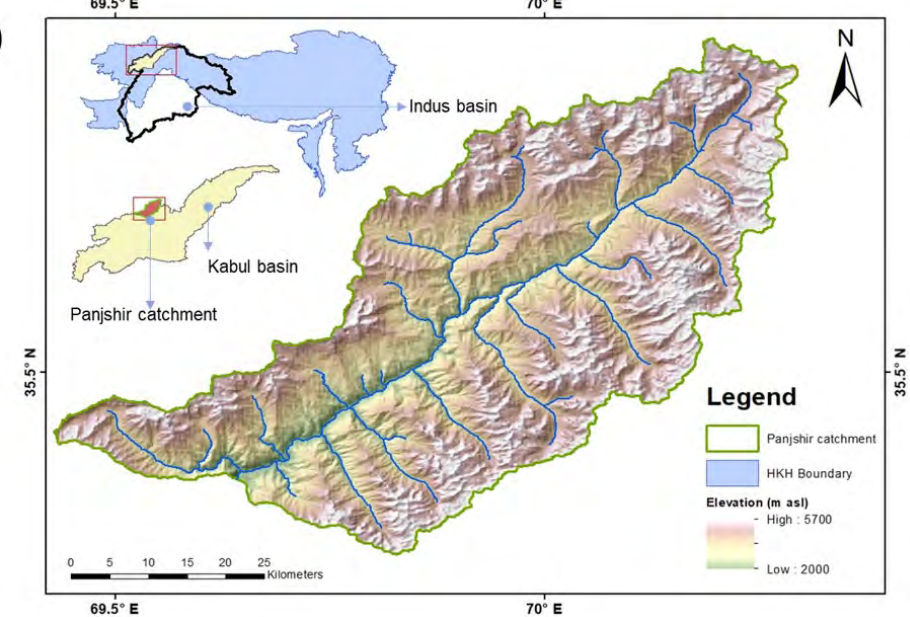 )
69.5° E
70° E
N
Indus basin
Kabul basin
Panjshir catchment
35.5° N
35.5° N
Legend
Panjshir catchment
HKH Boundary
Elevation (m asl)
High : 5700
Low : 2000
0 5 10 15 20 25
Kilometers
69.5° E
70° E